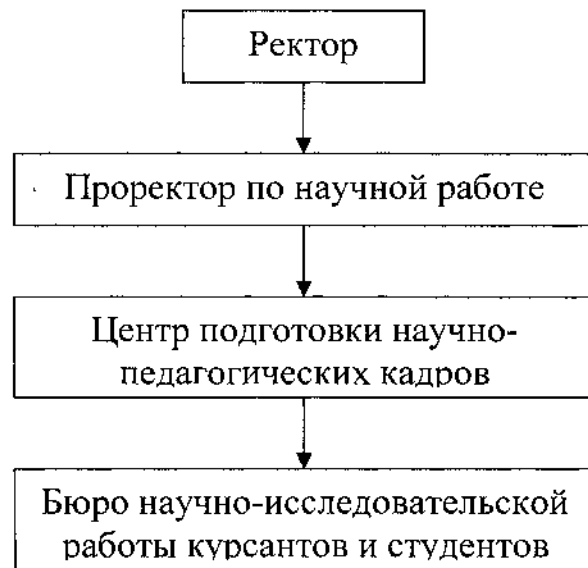 Ректор
Проректор по научной работе
Центр подготовки научно-
педагогических кадров
Бюро научно-исследовательской
работы курсантов и студентов